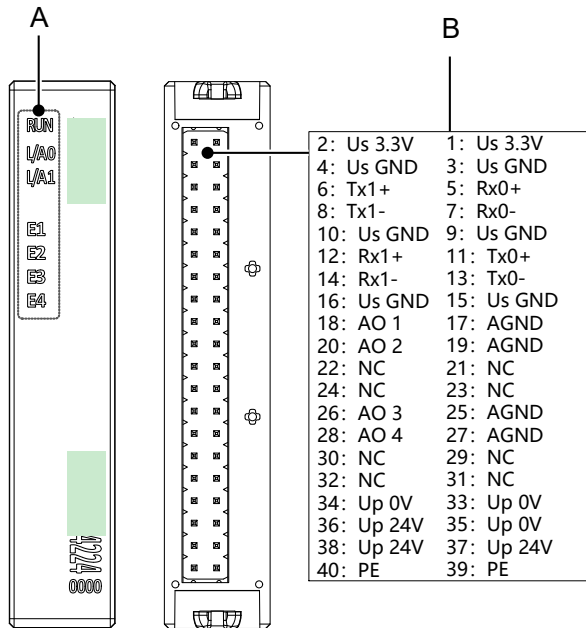 A
B
RUN
L/A0
L/A1
E1
E2
E3
E4
4224
0000
2: Us 3.3V 1: Us 3.3V
4: Us GND 3: Us GND
6: Tx1+ 5: Rx0+
8: Tx1- 7: Rx0-
10: Us GND 9: Us GND
12: Rx1+ 11: Tx0+
14: Rx1- 13: Tx0-
16: Us GND 15: Us GND
18: AO 1 17: AGND
20: AO 2 19: AGND
22: NC 21: NC
24: NC 23: NC
26: AO 3 25: AGND
28: AO 4 27: AGND
30: NC 29: NC
32: NC 31: NC
34: Up 0V 33: Up 0V
36: Up 24V 35: Up 0V
38: Up 24V 37: Up 24V
40: PE 39: PE